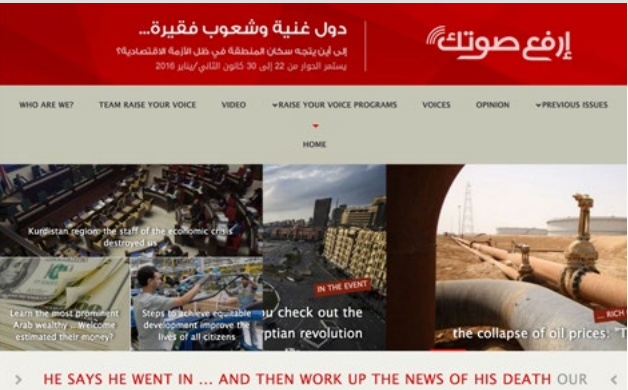 دول غنية وشعوب فقيرة...
إرفع صوتك
إلى أين يتجه سكان المنطقة في ظل الأزمة الاقتصادية؟
يستمر الحوار من 22 إلى 30 كانون الثاني/يناير 2016
WHO ARE WE? TEAM RAISE YOUR VOICE VIDEO RAISE YOUR VOICE PROGRAMS VOICES OPINION PREVIOUS ISSUES
HOME
Kurdistan region: the staff of the economic crisis
destroyed us
Learn the most prominent
Arab wealthy .. Welcome
estimated their money?
Steps to achieve equitable
development improve the
lives of all citizens
IN THE EVENT
ou check out the
ptian revolution
... RICH
the collapse of oil prices: "T
HE SAYS HE WENT IN ... AND THEN WORK UP THE NEWS OF HIS DEATH OUR